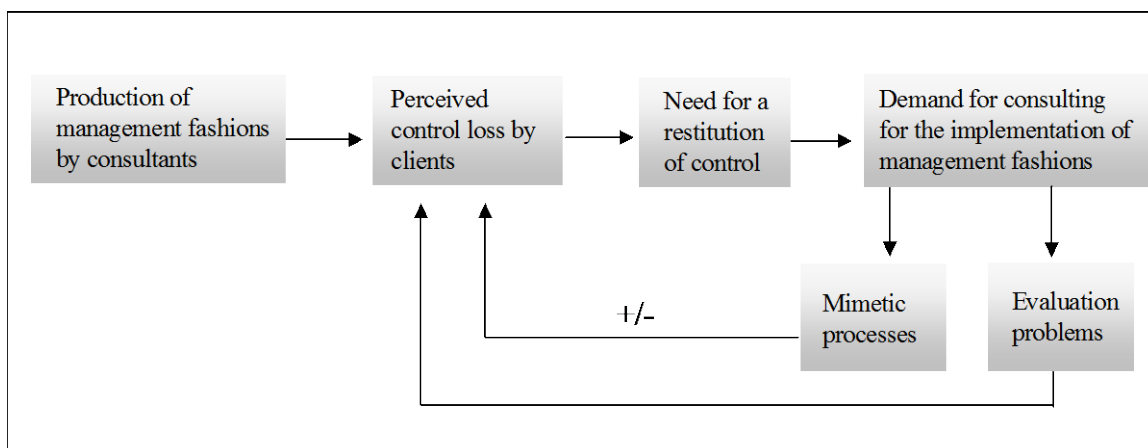 Production of
management fashions
by consultants
Perceived
control loss by
clients
Need for a
restitution
of control
Demand for consulting
for the implementation of
management fashions
Mimetic
processes
Evaluation
problems
+/-